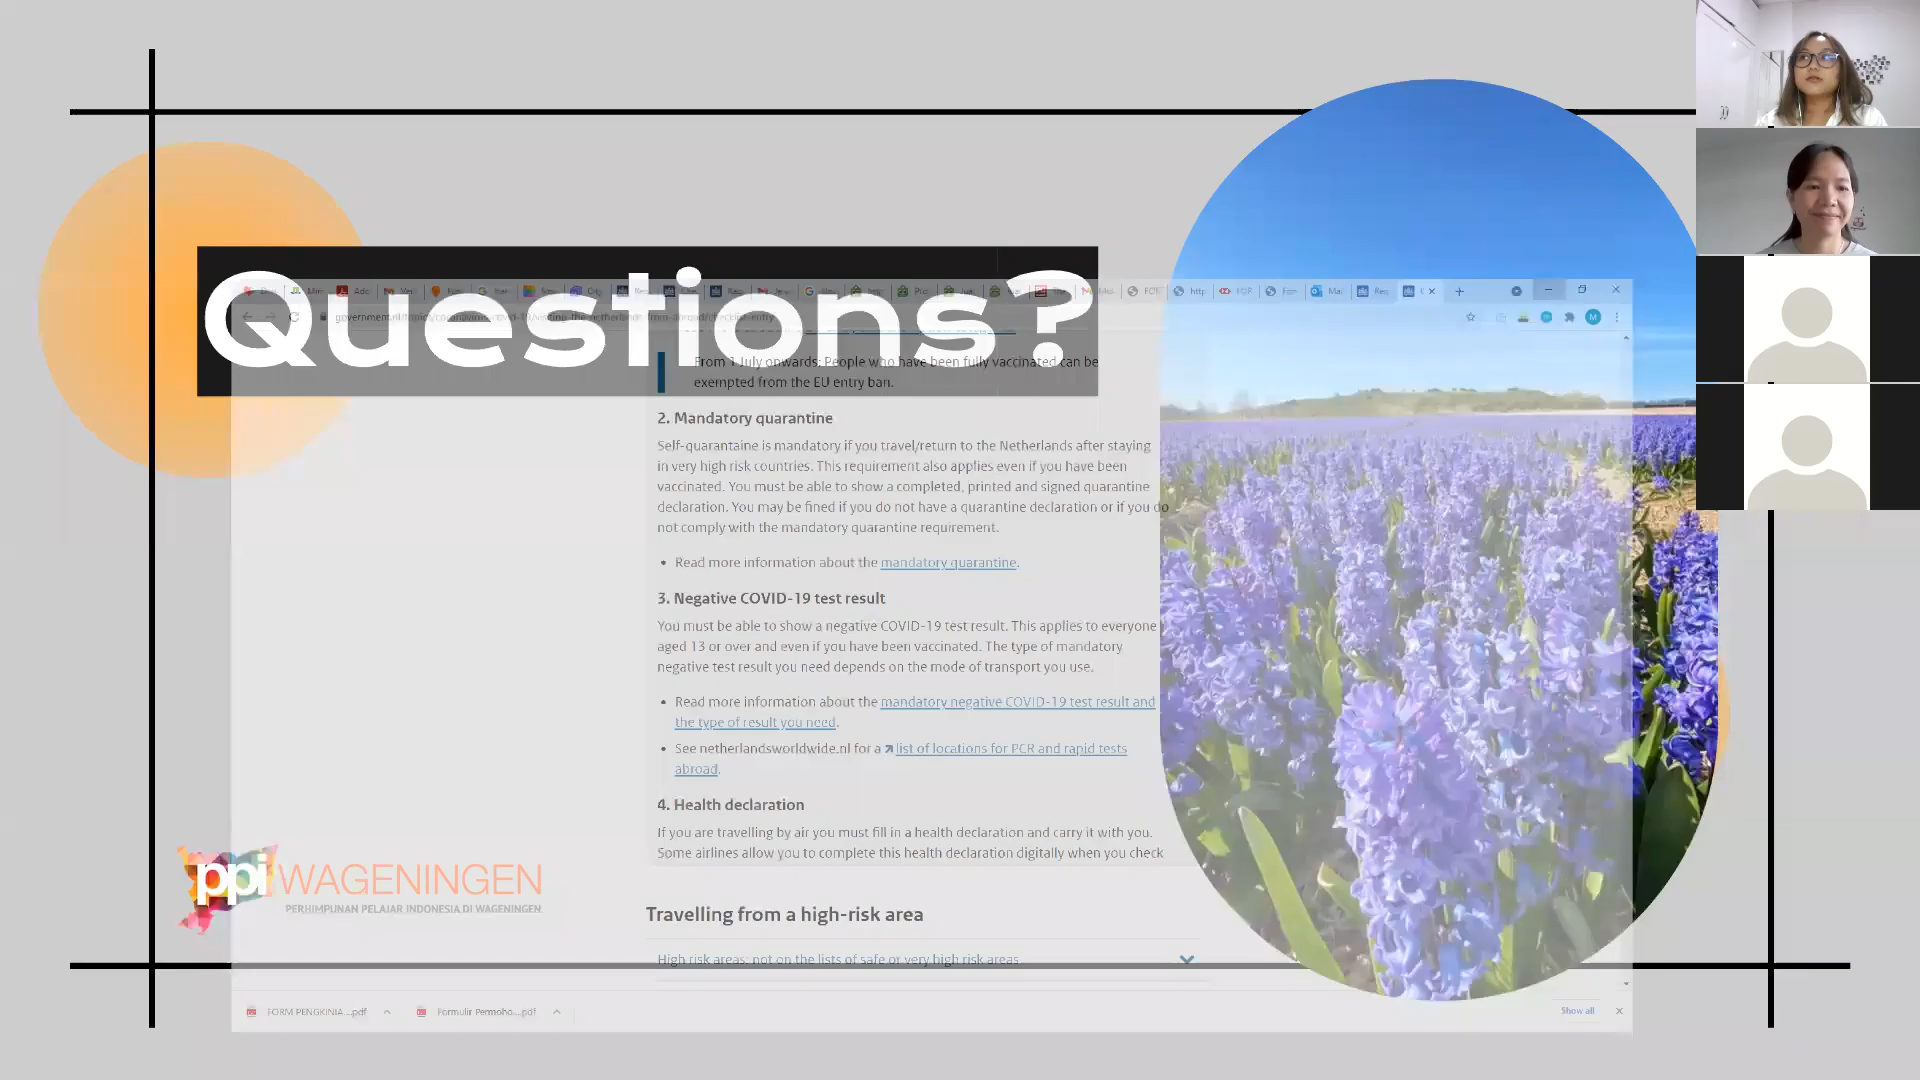 Questions?
From 1 July onwards: People who have been fully vaccinated can be
exempted from the EU entry ban.
2. Mandatory quarantine
Self-quarantaine is mandatory if you travel/return to the Netherlands after staying
in very high risk countries. This requirement also applies even if you have been
vaccinated. You must be able to show a completed, printed and signed quarantine
declaration. You may be fined if you do not have a quarantine declaration or if you do
not comply with the mandatory quarantine requirement.
• Read more information about the mandatory quarantine.
3. Negative COVID-19 test result
You must be able to show a negative COVID-19 test result. This applies to everyone
aged 13 or over and even if you have been vaccinated. The type of mandatory
negative test result you need depends on the mode of transport you use.
• Read more information about the mandatory negative COVID-19 test result and
the type of result you need.
• See netherlandsworldwide.nl for a list of locations for PCR and rapid tests
abroad.
4. Health declaration
If you are travelling by air you must fill in a health declaration and carry it with you.
Some airlines allow you to complete this health declaration digitally when you check
ppi WAGENINGEN
PERHIMPUNAN PELAJAR INDONESIA DI WAGENINGEN
Travelling from a high-risk area
High risk areas: not on the lists of safe or very high risk areas
FORM PENGKINIA....pdf
Formulir Permoho....pdf
Show all